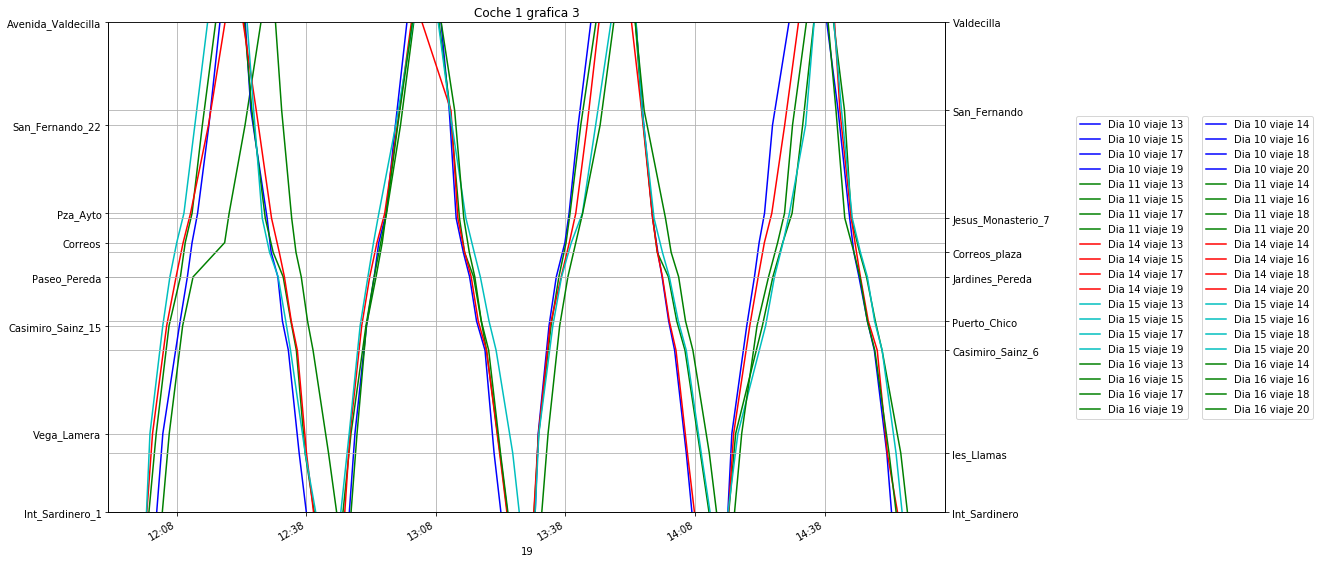 Coche 1 grafica 3
Avenida_Valdecilla
San_Fernando_22
Pza_Ayto
Correos
Paseo_Pereda
Casimiro_Sainz_15
Vega_Lamera
Int_Sardinero_1
Valdecilla
San_Fernando
Jesus_Monasterio_7
Correos_plaza
Jardines_Pereda
Puerto_Chico
Casimiro_Sainz_6
Ies_Llamas
Int_Sardinero
12:08
12:38
13:08
13:38
14:08
14:38
19
Dia 10 viaje 13
Dia 10 viaje 15
Dia 10 viaje 17
Dia 10 viaje 19
Dia 11 viaje 13
Dia 11 viaje 15
Dia 11 viaje 17
Dia 11 viaje 19
Dia 14 viaje 13
Dia 14 viaje 15
Dia 14 viaje 17
Dia 14 viaje 19
Dia 15 viaje 13
Dia 15 viaje 15
Dia 15 viaje 17
Dia 15 viaje 19
Dia 16 viaje 13
Dia 16 viaje 15
Dia 16 viaje 17
Dia 16 viaje 19
Dia 10 viaje 14
Dia 10 viaje 16
Dia 10 viaje 18
Dia 10 viaje 20
Dia 11 viaje 14
Dia 11 viaje 16
Dia 11 viaje 18
Dia 11 viaje 20
Dia 14 viaje 14
Dia 14 viaje 16
Dia 14 viaje 18
Dia 14 viaje 20
Dia 15 viaje 14
Dia 15 viaje 16
Dia 15 viaje 18
Dia 15 viaje 20
Dia 16 viaje 14
Dia 16 viaje 16
Dia 16 viaje 18
Dia 16 viaje 20